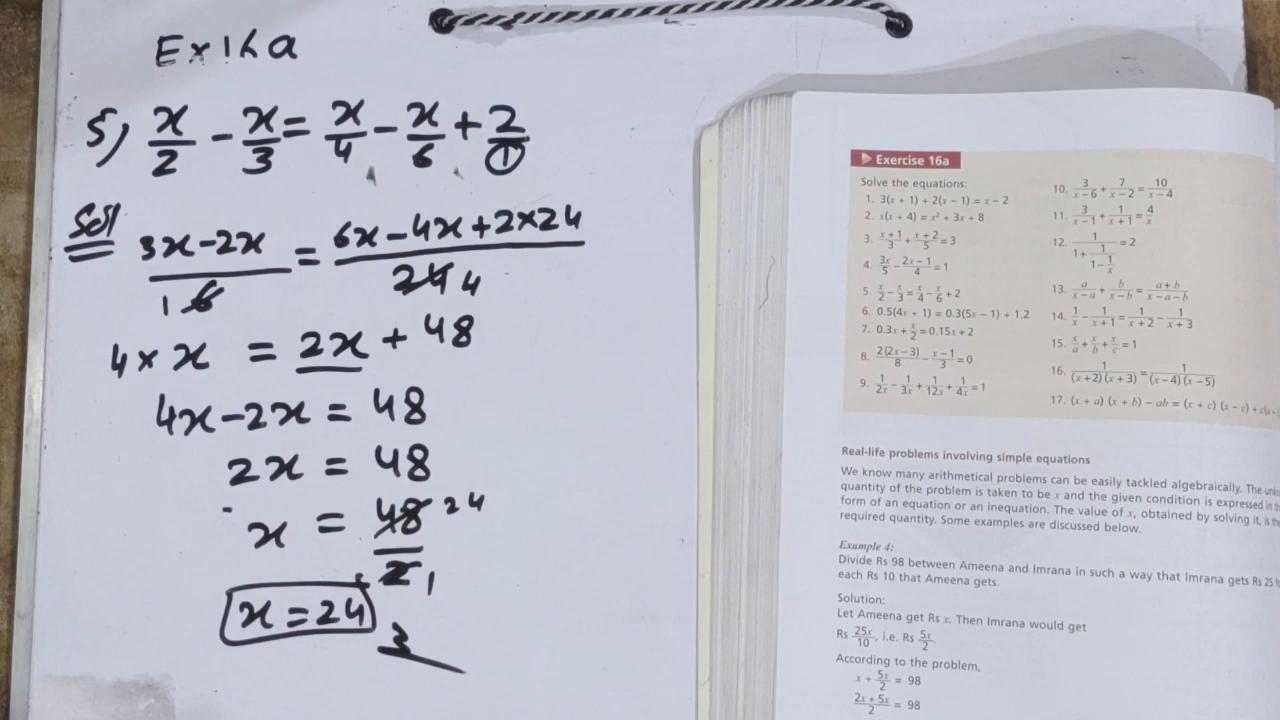 Ex 16a
5) x/2 - x/3 = x/4 - x/6 + 2/1
Sol
3x-2x/6 = 6x-4x+2×24/24
1 4
4 × x = 2x + 48
4x-2x = 48
2x = 48
x = 48/2 24
1
x = 24
Exercise 16a
Solve the equations:
1. 3(x + 1) + 2(x − 1) = x − 2
2. x(x + 4) = x² + 3x + 8
3. x+1/3 + x+2/5 = 3
4. 3x/5 − 2x−1/4 = 1
5. x/2 − x/3 = x/4 − x/6 + 2
6. 0.5(4x + 1) = 0.3(5x − 1) + 1.2
7. 0.3x + x/2 = 0.15x + 2
8. 2(2x−3)/8 − x−1/3 = 0
9. 1/2x − 1/3x + 1/12x + 1/4x = 1
10. 3/x−6 + 7/x−2 = 10/x−4
11. 3/x−1 + 1/x+1 = 4/x
12. 1/1+1/1−1/x = 2
13. a/x−a + b/x−b = a+b/x−a−b
14. 1/x − 1/x+1 = 1/x+2 − 1/x+3
15. x/a + x/b + x/c = 1
16. 1/(x+2)(x+3) = 1/(x−4)(x−5)
17. (x + a) (x + b) − ab = (x + c) (x − c) +
Real-life problems involving simple equations
We know many arithmetical problems can be easily tackled algebraically. The
quantity of the problem is taken to be x and the given condition is expressed in
form of an equation or an inequation. The value of x, obtained by solving it, is
required quantity. Some examples are discussed below.
Example 4:
Divide Rs 98 between Ameena and Imrana in such a way that Imrana gets Rs 25
each Rs 10 that Ameena gets.
Solution:
Let Ameena get Rs x. Then Imrana would get
Rs 25x/10, i.e. Rs 5x/2.
According to the problem,
x + 5x/2 = 98
2x + 5x/2 = 98